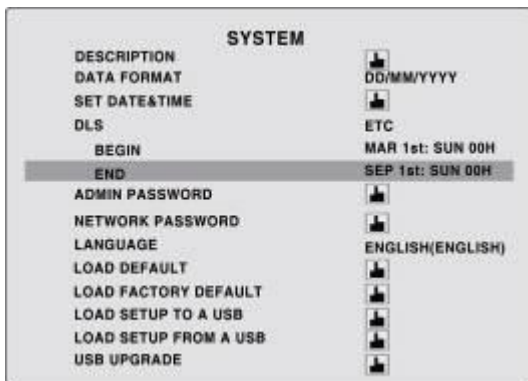 SYSTEM
DESCRIPTION
DATA FORMAT DD/MM/YYYY
SET DATE&TIME
DLS ETC
BEGIN MAR 1st: SUN 00H
END SEP 1st: SUN 00H
ADMIN PASSWORD
NETWORK PASSWORD
LANGUAGE ENGLISH(ENGLISH)
LOAD DEFAULT
LOAD FACTORY DEFAULT
LOAD SETUP TO A USB
LOAD SETUP FROM A USB
USB UPGRADE